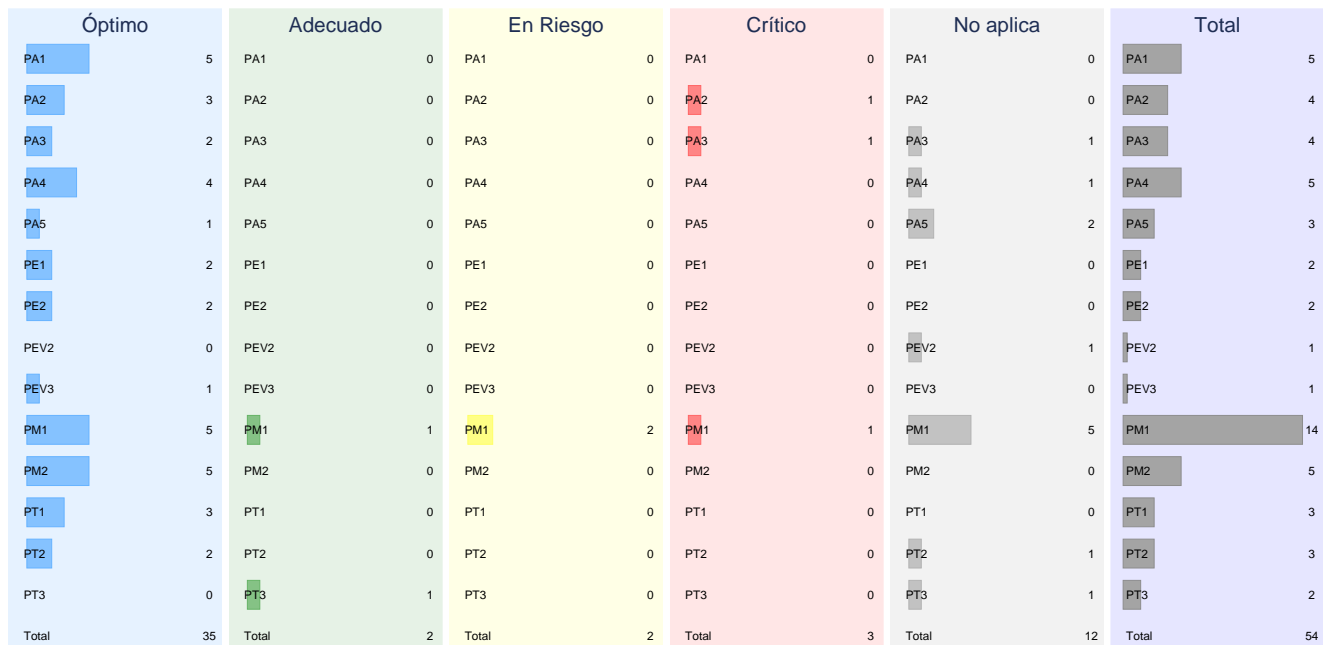 Óptimo Adecuado En Riesgo Crítico No aplica Total
PA1 5 PA1 0 PA1 0 PA1 0 PA1 0 PA1 5
PA2 3 PA2 0 PA2 0 PA2 1 PA2 0 PA2 4
PA3 2 PA3 0 PA3 0 PA3 1 PA3 1 PA3 4
PA4 4 PA4 0 PA4 0 PA4 0 PA4 1 PA4 5
PA5 1 PA5 0 PA5 0 PA5 0 PA5 2 PA5 3
PE1 2 PE1 0 PE1 0 PE1 0 PE1 0 PE1 2
PE2 2 PE2 0 PE2 0 PE2 0 PE2 0 PE2 2
PEV2 0 PEV2 0 PEV2 0 PEV2 0 PEV2 1 PEV2 1
PEV3 1 PEV3 0 PEV3 0 PEV3 0 PEV3 0 PEV3 1
PM1 5 PM1 1 PM1 2 PM1 1 PM1 5 PM1 14
PM2 5 PM2 0 PM2 0 PM2 0 PM2 0 PM2 5
PT1 3 PT1 0 PT1 0 PT1 0 PT1 0 PT1 3
PT2 2 PT2 0 PT2 0 PT2 0 PT2 1 PT2 3
PT3 0 PT3 1 PT3 0 PT3 0 PT3 1 PT3 2
Total 35 Total 2 Total 2 Total 3 Total 12 Total 54